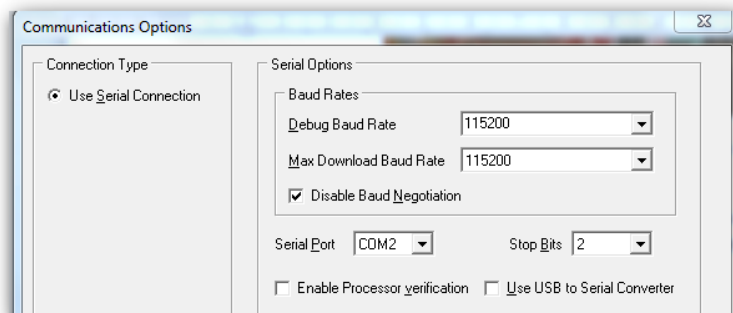 Communications Options
Connection Type
Use Serial Connection
Serial Options
Baud Rates
Debug Baud Rate 115200
Max Download Baud Rate 115200
Disable Baud Negotiation
Serial Port COM2 Stop Bits 2
Enable Processor verification Use USB to Serial Converter